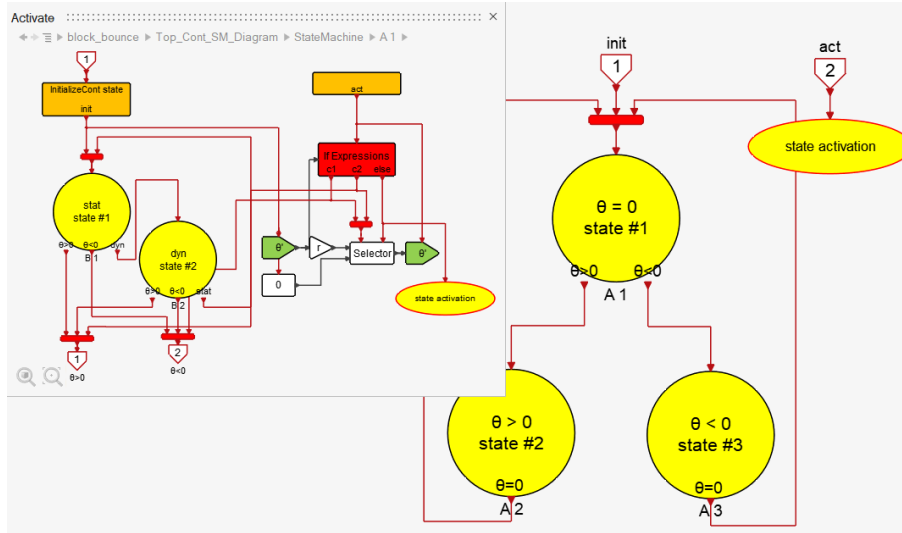 Activate
block_bounce Top_Cont_SM_Diagram StateMachine A 1
1
InitializeCont state
init
act
If Expressions
c1 c2 else
stat
state #1
θ>0 θ<0 dyn
B 1
dyn
state #2
θ>0 θ<0 stat
B 2
θ'
r
Selector
θ'
0
state activation
1
θ>0
2
θ<0
init
1
act
2
state activation
θ = 0
state #1
θ>0 θ<0
A 1
θ > 0
state #2
θ=0
A 2
θ < 0
state #3
θ=0
A 3